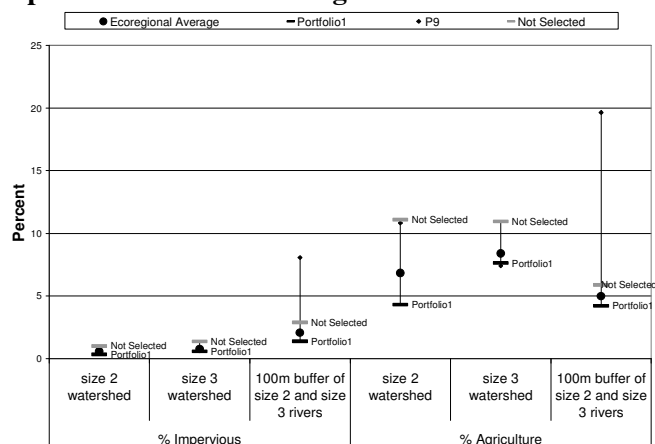 Ecoregional Average Portfolio1 P9 Not Selected
25
20
15
10
5
0
Percent
Not Selected
Portfolio1
Not Selected
Portfolio1
Not Selected
Portfolio1
Not Selected
Portfolio1
Not Selected
Portfolio1
Not Selected
Portfolio1
size 2 watershed
size 3 watershed
100m buffer of size 2 and size 3 rivers
size 2 watershed
size 3 watershed
100m buffer of size 2 and size 3 rivers
% Impervious
% Agriculture